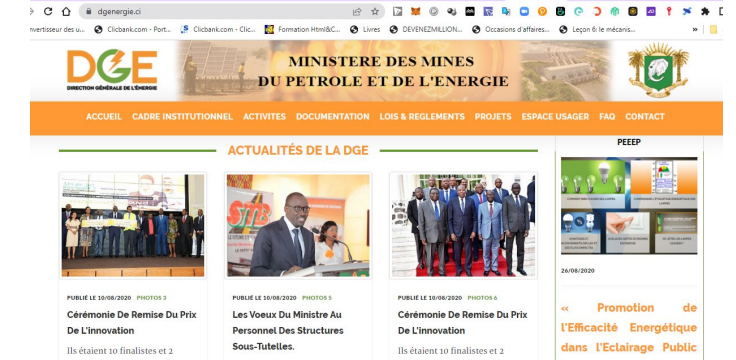 dgenergie.ci
nvertisseur des u...
Clicbank.com - Port...
Clicbank.com - Clic...
Formation Html&C...
Livres
DEVENEZMILLION...
Occasions d'affaires...
Leçon 6: le mécanis...
»
DGE
DIRECTION GÉNÉRALE DE L'ÉNERGIE
MINISTERE DES MINES
DU PETROLE ET DE L'ENERGIE
ACCUEIL CADRE INSTITUTIONNEL ACTIVITES DOCUMENTATION LOIS & REGLEMENTS PROJETS ESPACE USAGER FAQ CONTACT
ACTUALITÉS DE LA DGE
PUBLIÉ LE 10/08/2020 PHOTOS 3
Cérémonie De Remise Du Prix
De L'innovation
Ils étaient 10 finalistes et 2
PUBLIÉ LE 10/08/2020 PHOTOS 5
Les Voeux Du Ministre Au
Personnel Des Structures
Sous-Tutelles.
PUBLIÉ LE 10/08/2020 PHOTOS 6
Cérémonie De Remise Du Prix
De L'innovation
Ils étaient 10 finalistes et 2
PEEEP
26/08/2020
« Promotion de
l'Efficacité Energétique
dans l'Eclairage Public